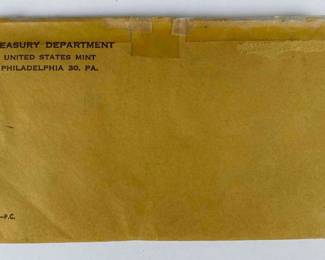 EASURY DEPARTMENT
UNITED STATES MINT
PHILADELPHIA 30, PA.
-P.C.